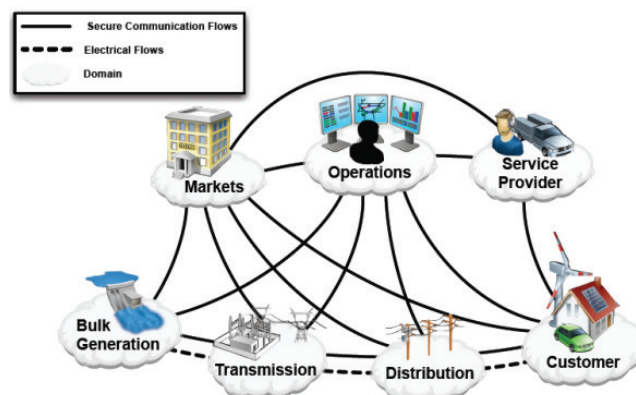 Secure Communication Flows
Electrical Flows
Domain
Markets
Operations
Service
Provider
Bulk
Generation
Transmission
Distribution
Customer